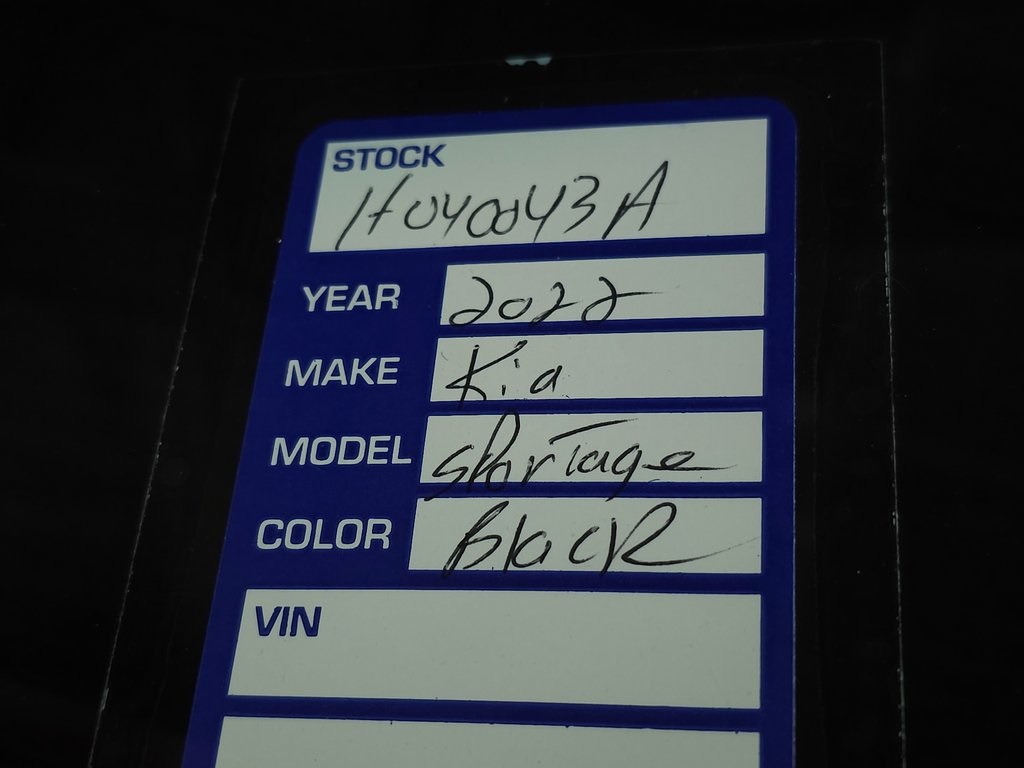 STOCK
H040043A
YEAR 2022
MAKE Kia
MODEL Sportage
COLOR Black
VIN